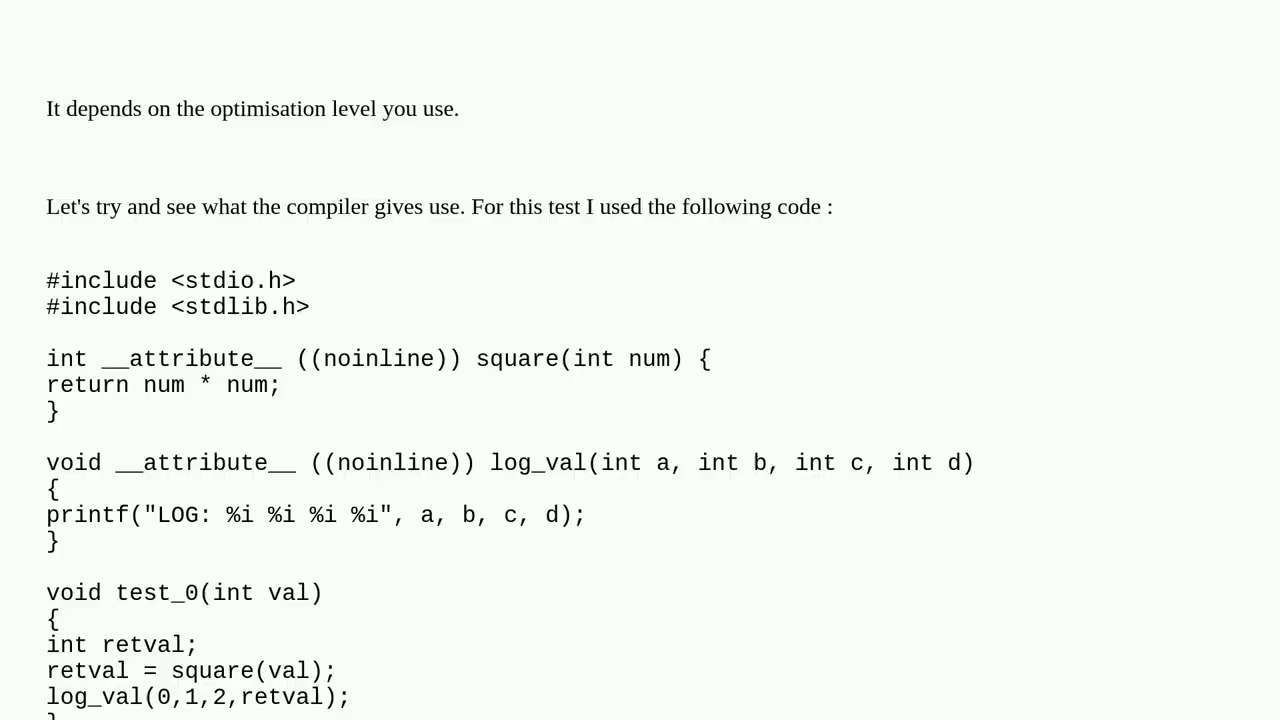 It depends on the optimisation level you use.
Let's try and see what the compiler gives use. For this test I used the following code :
#include <stdio.h>
#include <stdlib.h>
int __attribute__ ((noinline)) square(int num) {
return num * num;
}
void __attribute__ ((noinline)) log_val(int a, int b, int c, int d)
{
printf("LOG: %i %i %i %i", a, b, c, d);
}
void test_0(int val)
{
int retval;
retval = square(val);
log_val(0,1,2,retval);
}